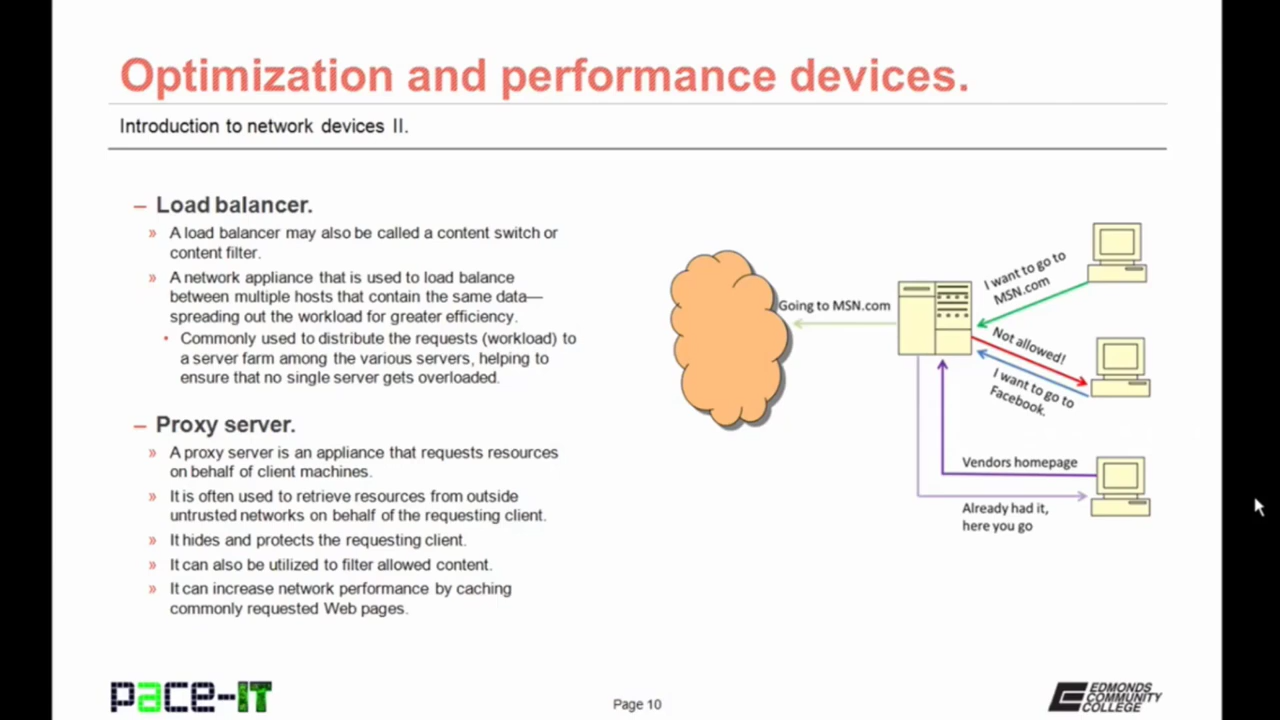 Optimization and performance devices.
Introduction to network devices II.
– Load balancer.
» A load balancer may also be called a content switch or
content filter.
» A network appliance that is used to load balance
between multiple hosts that contain the same data—
spreading out the workload for greater efficiency.
• Commonly used to distribute the requests (workload) to
a server farm among the various servers, helping to
ensure that no single server gets overloaded.
– Proxy server.
» A proxy server is an appliance that requests resources
on behalf of client machines.
» It is often used to retrieve resources from outside
untrusted networks on behalf of the requesting client.
» It hides and protects the requesting client.
» It can also be utilized to filter allowed content.
» It can increase network performance by caching
commonly requested Web pages.
Going to MSN.com
I want to go to
MSN.com
Not allowed!
I want to go to
Facebook.
Vendors homepage
Already had it,
here you go
pace-IT
Page 10
EDMONDS
COMMUNITY
COLLEGE